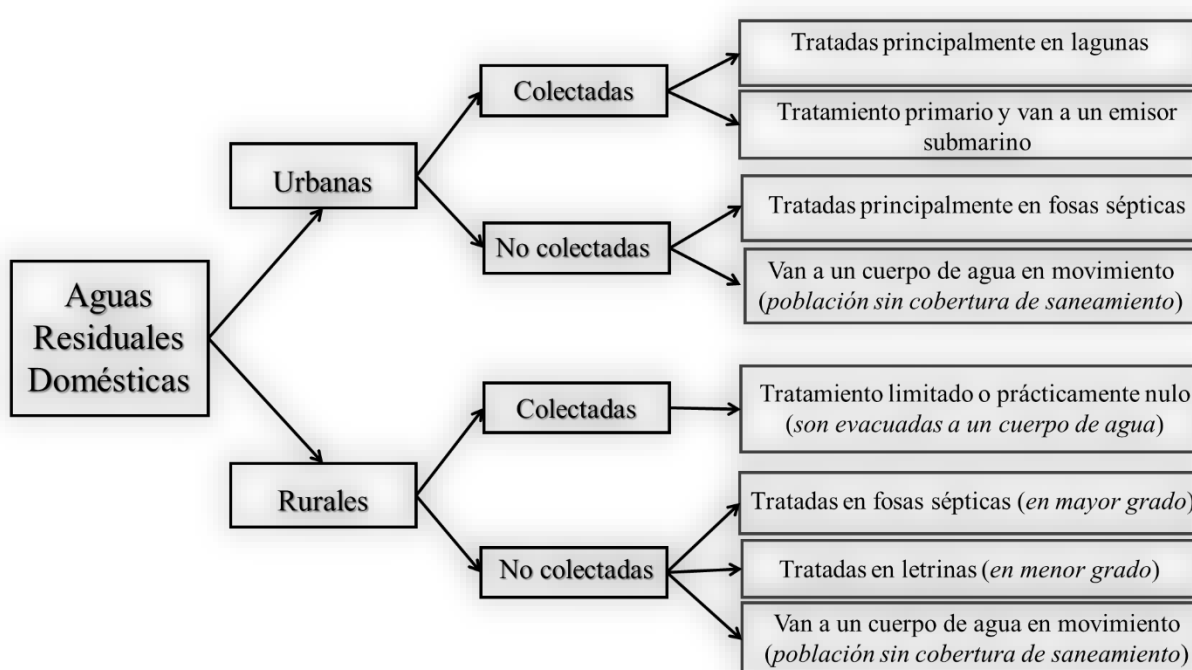 Aguas
Residuales
Domésticas
Urbanas
Colectadas
Tratadas principalmente en lagunas
Tratamiento primario y van a un emisor
submarino
No colectadas
Tratadas principalmente en fosas sépticas
Van a un cuerpo de agua en movimiento
(población sin cobertura de saneamiento)
Rurales
Colectadas
Tratamiento limitado o prácticamente nulo
(son evacuadas a un cuerpo de agua)
No colectadas
Tratadas en fosas sépticas (en mayor grado)
Tratadas en letrinas (en menor grado)
Van a un cuerpo de agua en movimiento
(población sin cobertura de saneamiento)